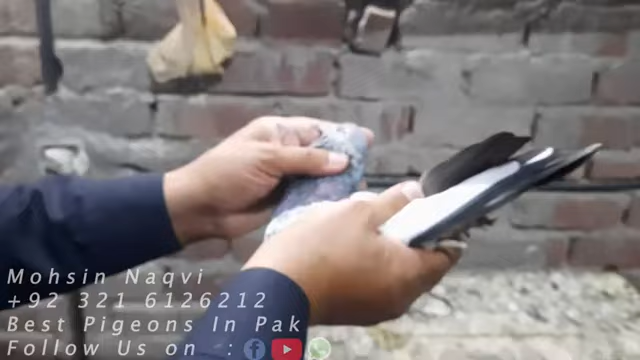 Mohsin Naqvi
+92 321 6126212
Best Pigeons In Pak
Follow Us on :